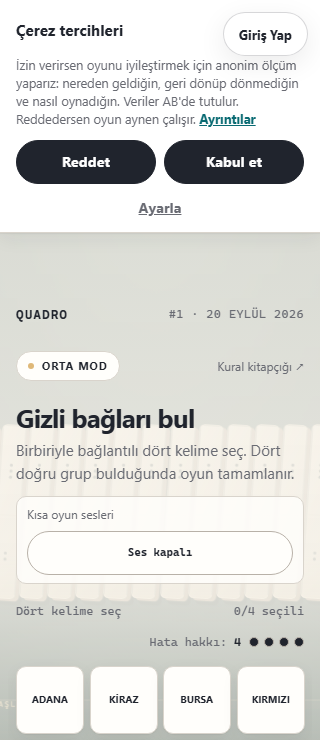 Çerez tercihleri
Giriş Yap
İzin verirsen oyunu iyileştirmek için anonim ölçüm
yaparız: nereden geldiğin, geri dönüp dönmediğin
ve nasıl oynadığın. Veriler AB'de tutulur.
Reddedersen oyun aynen çalışır. Ayrıntılar
Reddet
Kabul et
Ayarla
QUADRO
#1 · 20 EYLÜL 2026
ORTA MOD
Kural kitapçığı ↗
Gizli bağları bul
Birbiriyle bağlantılı dört kelime seç. Dört
doğru grup bulduğunda oyun tamamlanır.
Kısa oyun sesleri
Ses kapalı
Dört kelime seç
0/4 seçili
Hata hakkı: 4
ADANA
KİRAZ
BURSA
KIRMIZI